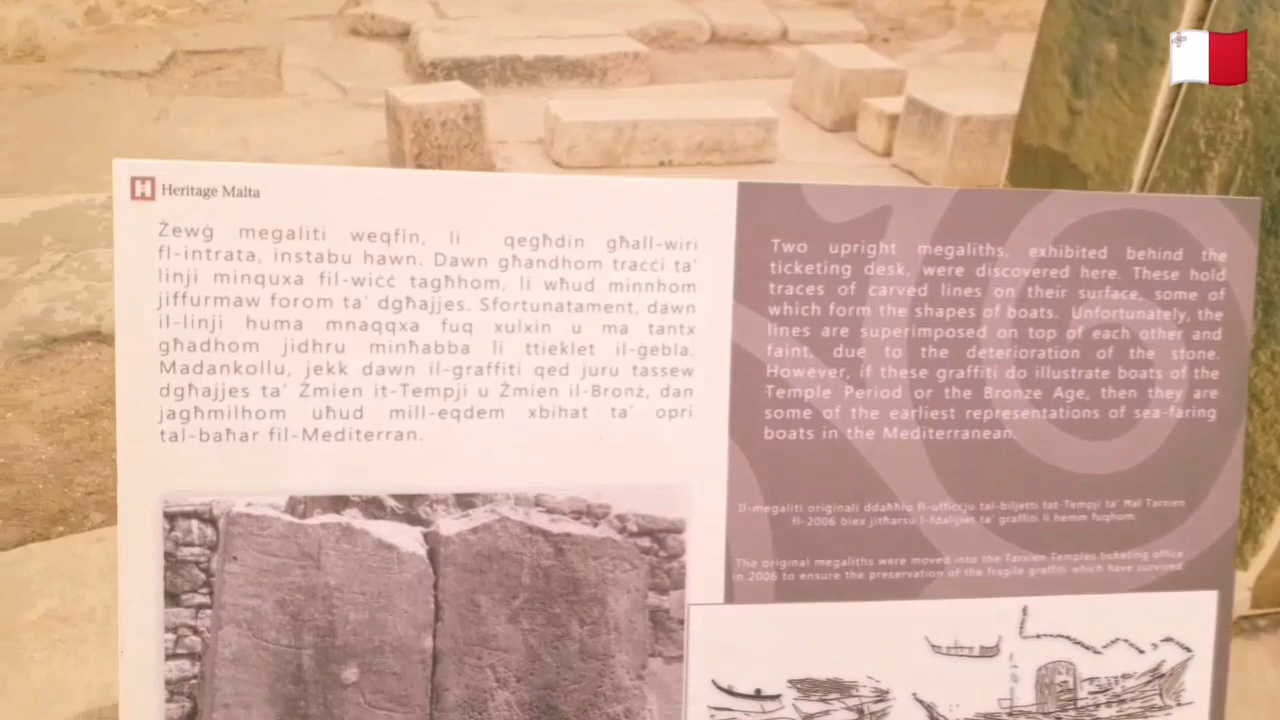 Heritage Malta
Żewġ megaliti weqfin, li qegħdin għall-wiri
fl-intrata, instabu hawn. Dawn għandhom traċċi ta'
linji minquxa fil-wiċċ tagħhom, li wħud minnhom
jiffurmaw forom ta' dgħajjes. Sfortunatament, dawn
il-linji huma mnaqqxa fuq xulxin u ma tantx
għadhom jidhru minħabba li ttieklet il-ġebla.
Madankollu, jekk dawn il-graffiti qed juru tassew
dgħajjes ta' Żmien it-Tempji u Żmien il-Bronż, dan
jagħmilhom uħud mill-eqdem xbihat ta' opri
tal-baħar fil-Mediterran.
Two upright megaliths, exhibited behind the
ticketing desk, were discovered here. These hold
traces of carved lines on their surface, some of
which form the shapes of boats. Unfortunately, the
lines are superimposed on top of each other and
faint, due to the deterioration of the stone.
However, if these graffiti do illustrate boats of the
Temple Period or the Bronze Age, then they are
some of the earliest representations of sea-faring
boats in the Mediterranean.
Il-megaliti oriġinali ddaħħlu fl-uffiċċju tal-biljetti tat-Tempji ta' Ħal Tarxien
fl-2006 biex jitħarsu l-fdalijiet ta' graffiti li hemm fuqhom.
The original megaliths were moved into the Tarxien Temples ticketing office
in 2006 to ensure the preservation of the fragile graffiti which have survived.